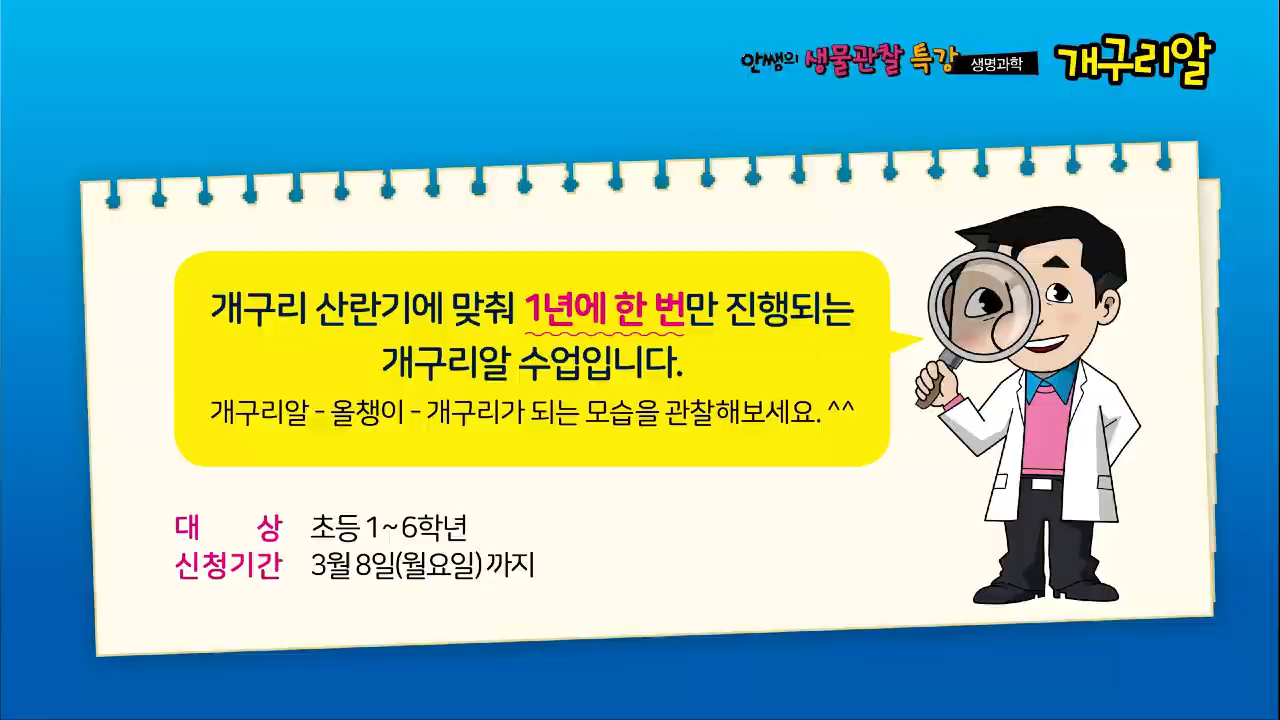 안쌤의 생물관찰 특강 생명과학 개구리알
개구리 산란기에 맞춰 1년에 한 번만 진행되는
개구리알 수업입니다.
개구리알 - 올챙이 - 개구리가 되는 모습을 관찰해보세요. ^^
대 상 초등 1~6학년
신청기간 3월 8일(월요일) 까지